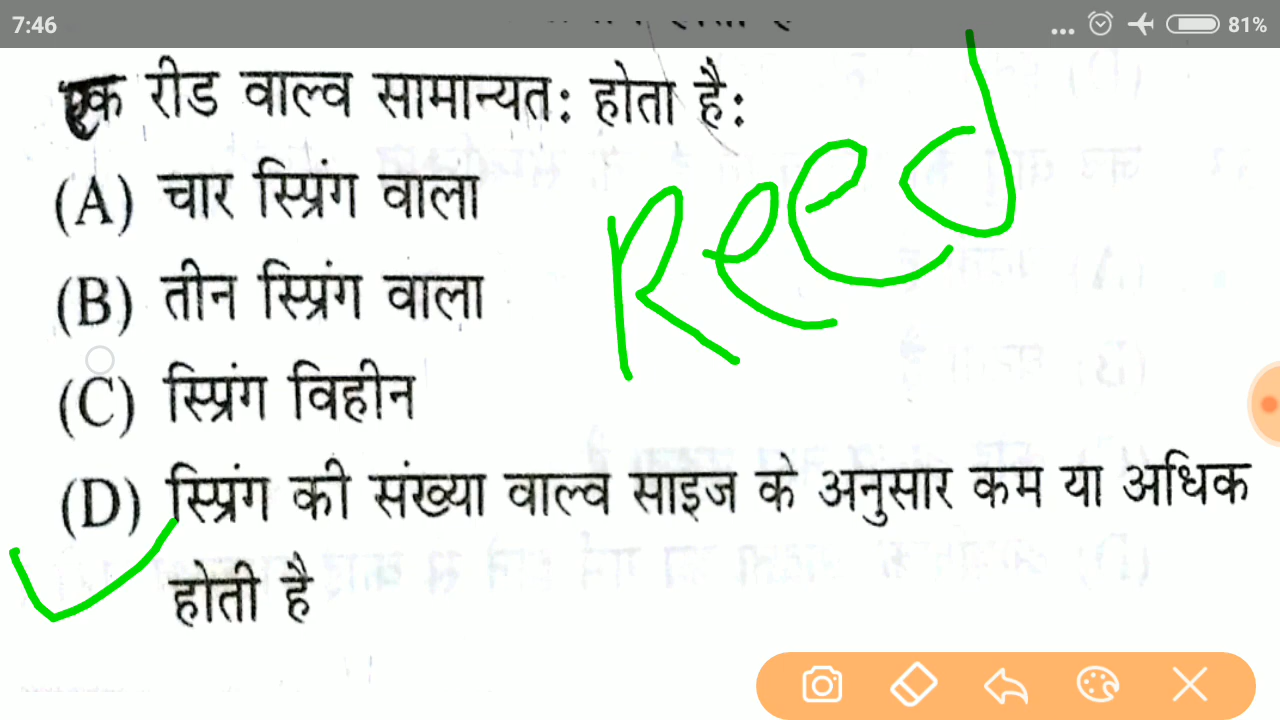 7:46 ... 81%
एक रीड वाल्व सामान्यतः होता है:
(A) चार स्प्रिंग वाला
(B) तीन स्प्रिंग वाला
(C) स्प्रिंग विहीन
(D) स्प्रिंग की संख्या वाल्व साइज के अनुसार कम या अधिक
होती है
Reed